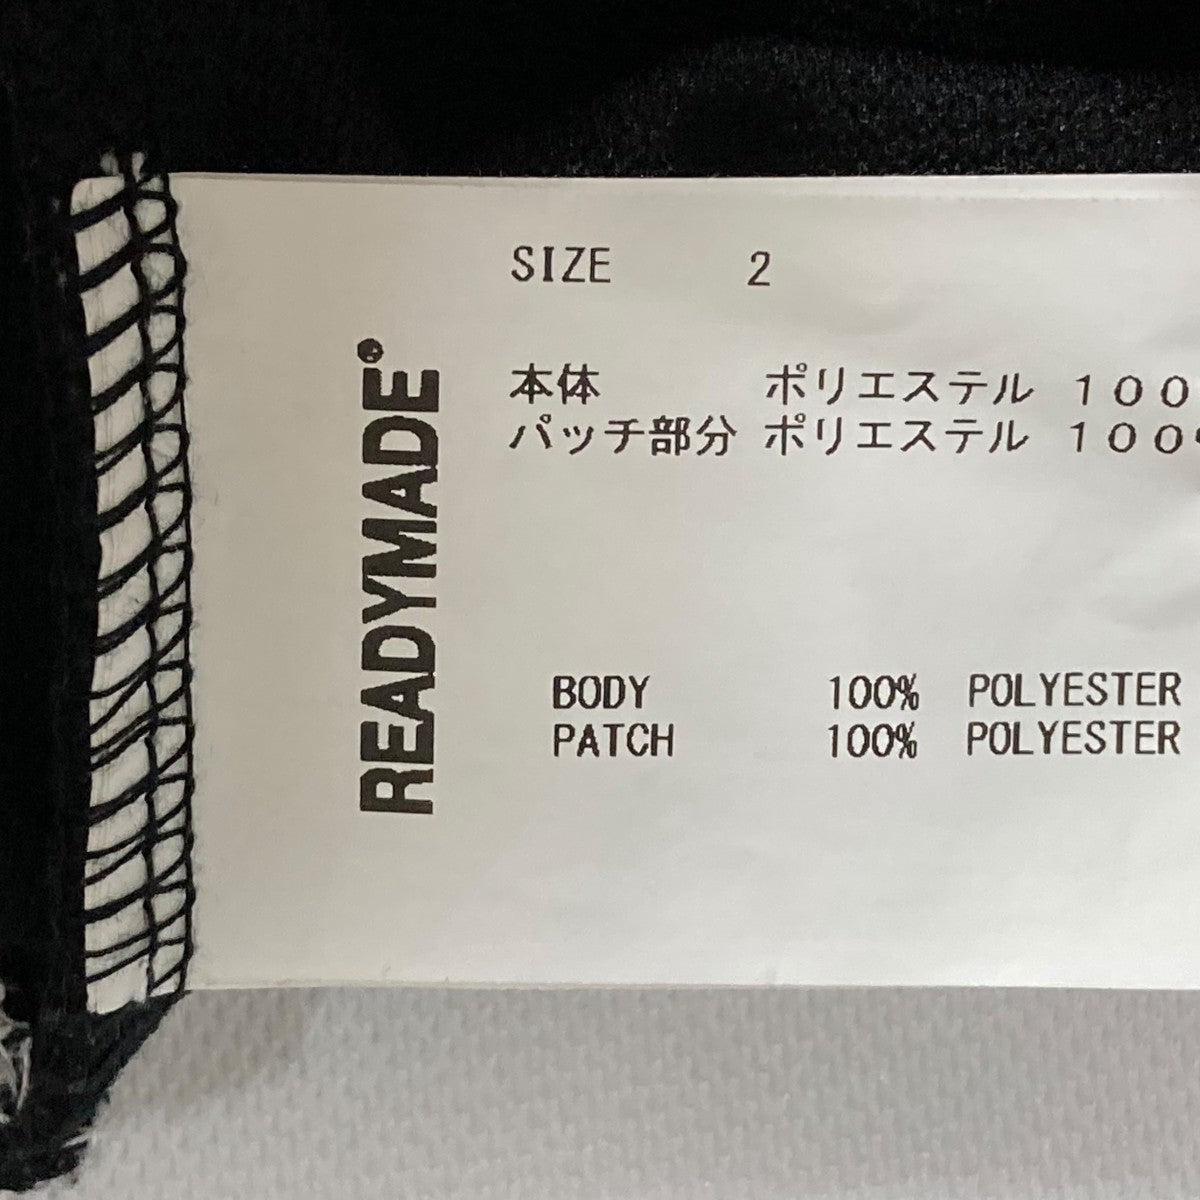 SIZE 2
READYMADE®
本体 ポリエステル １００
パッチ部分 ポリエステル １００
BODY 100% POLYESTER
PATCH 100% POLYESTER